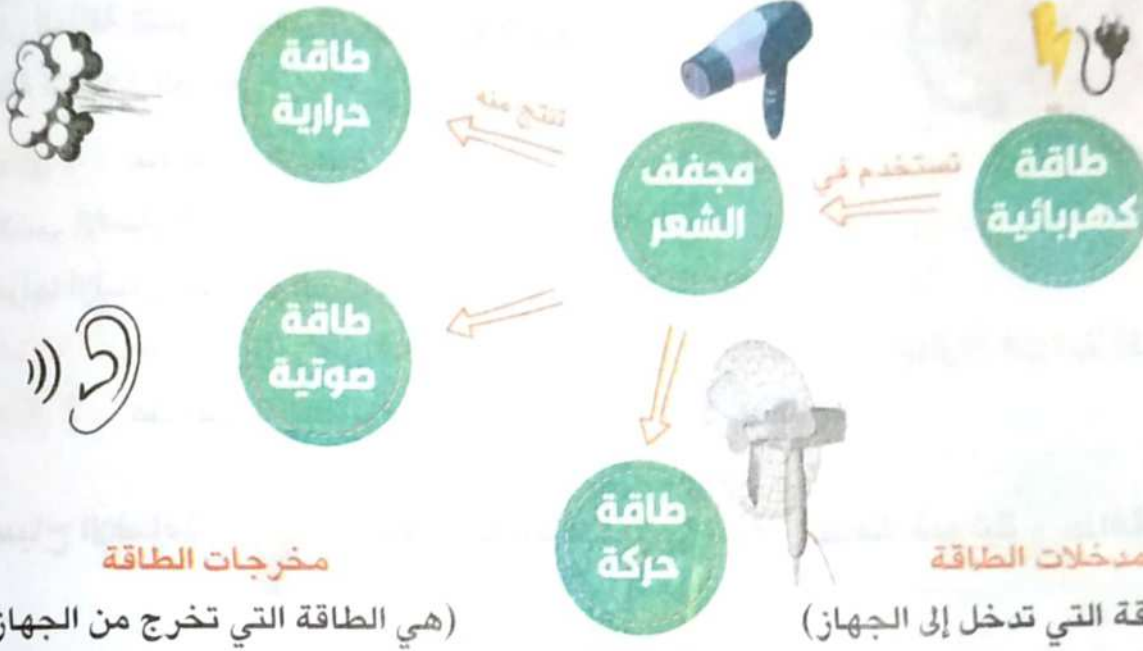 طاقة
كهربائية
تستخدم في
مجفف
الشعر
تنتج منه
طاقة
حرارية
طاقة
صوتية
طاقة
حركة
مدخلات الطاقة
التي تدخل إلى الجهاز)
مخرجات الطاقة
(هي الطاقة التي تخرج من الجهاز